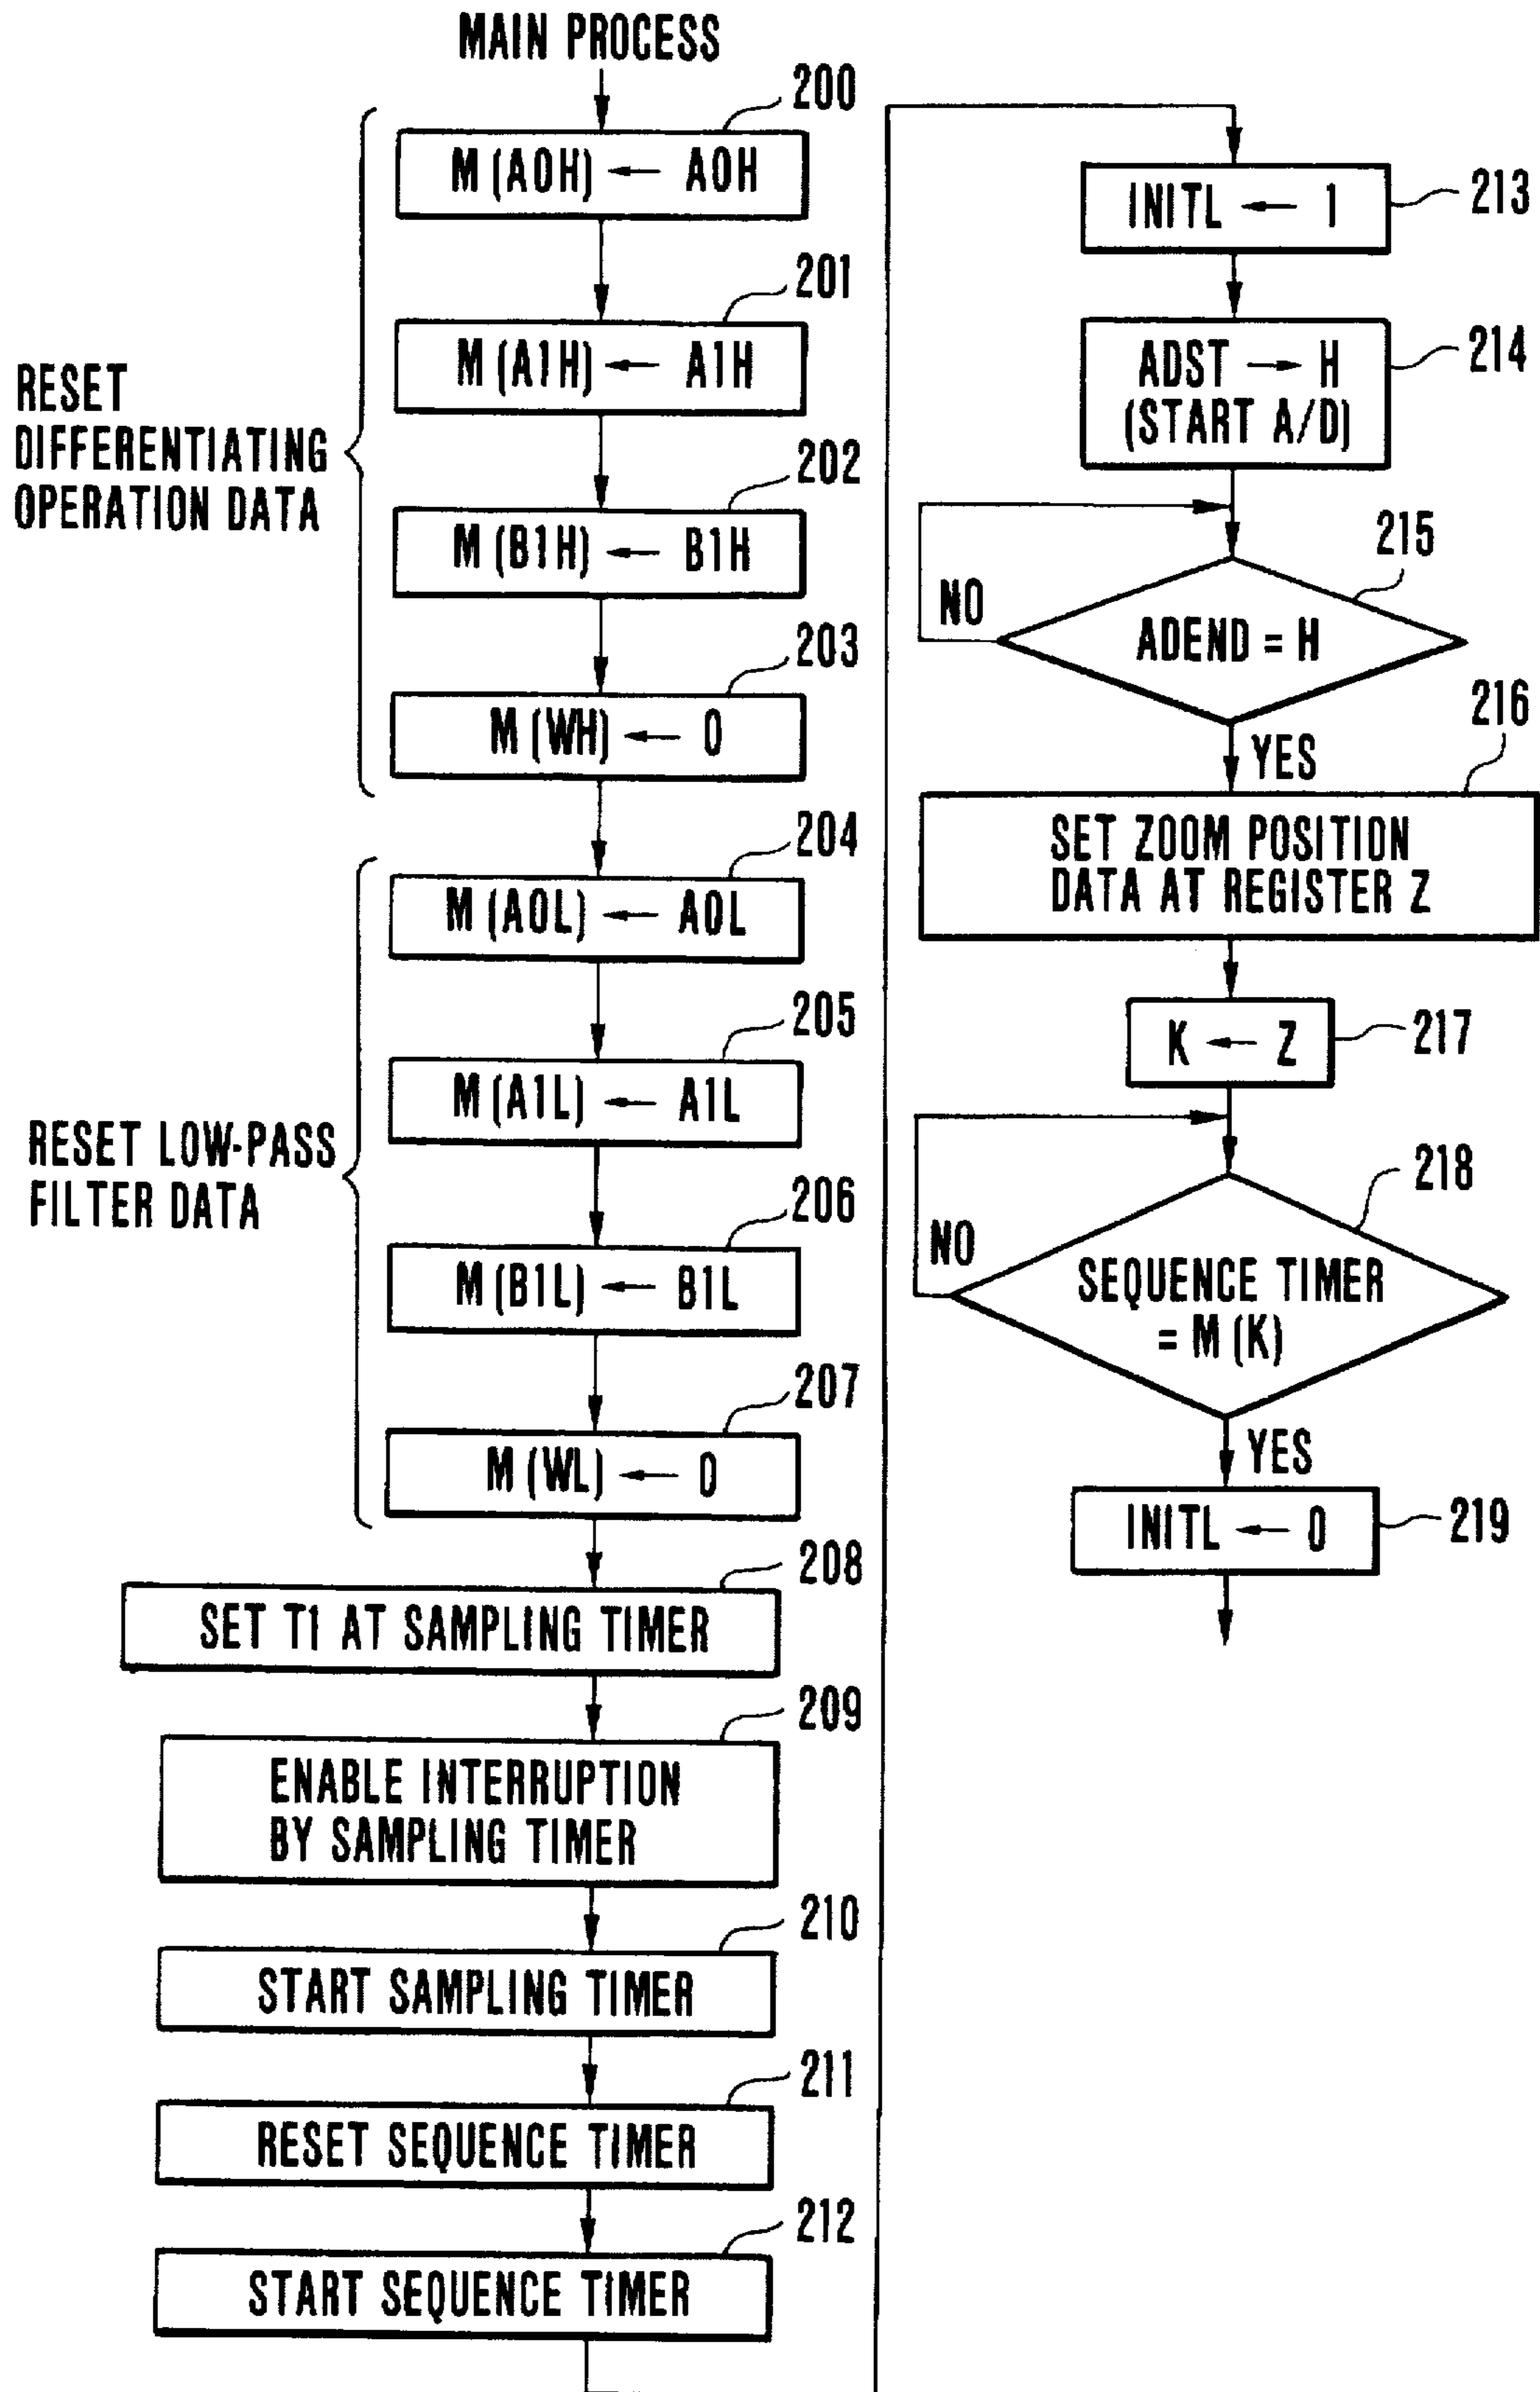 MAIN PROCESS
200
M (A0H) ← A0H
201
M (A1H) ← A1H
RESET
DIFFERENTIATING
OPERATION DATA
202
M (B1H) ← B1H
203
M (WH) ← 0
204
M (A0L) ← A0L
205
M (A1L) ← A1L
RESET LOW-PASS
FILTER DATA
206
M (B1L) ← B1L
207
M (WL) ← 0
208
SET T1 AT SAMPLING TIMER
209
ENABLE INTERRUPTION
BY SAMPLING TIMER
210
START SAMPLING TIMER
211
RESET SEQUENCE TIMER
212
START SEQUENCE TIMER
213
INITL ← 1
214
ADST → H
(START A/D)
215
NO
ADEND = H
YES
216
SET ZOOM POSITION
DATA AT REGISTER Z
217
K ← Z
218
NO
SEQUENCE TIMER
= M (K)
YES
219
INITL ← 0